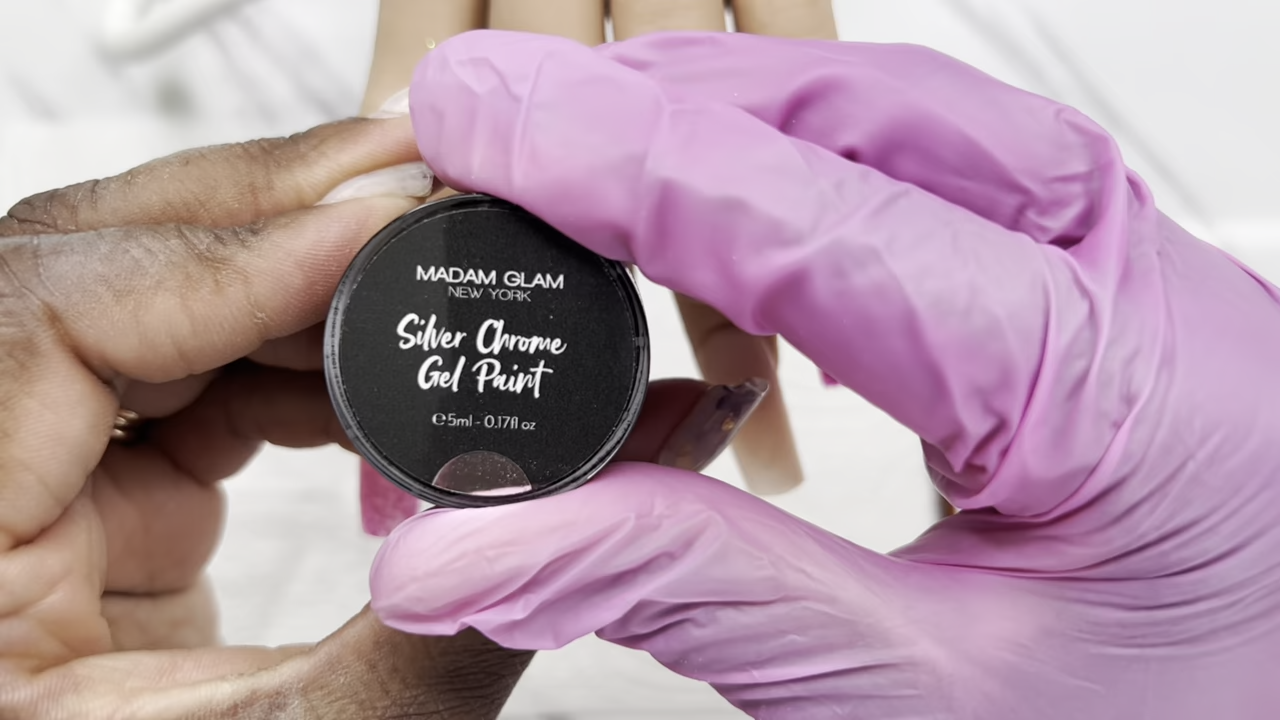 MADAM GLAM
NEW YORK
Silver Chrome
Gel Paint
℮5ml - 0.17fl oz